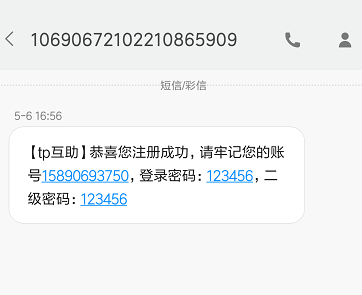 10690672102210865909
短信/彩信
5-6 16:56
【tp互助】恭喜您注册成功，请牢记您的账
号15890693750，登录密码：123456，二
级密码：123456